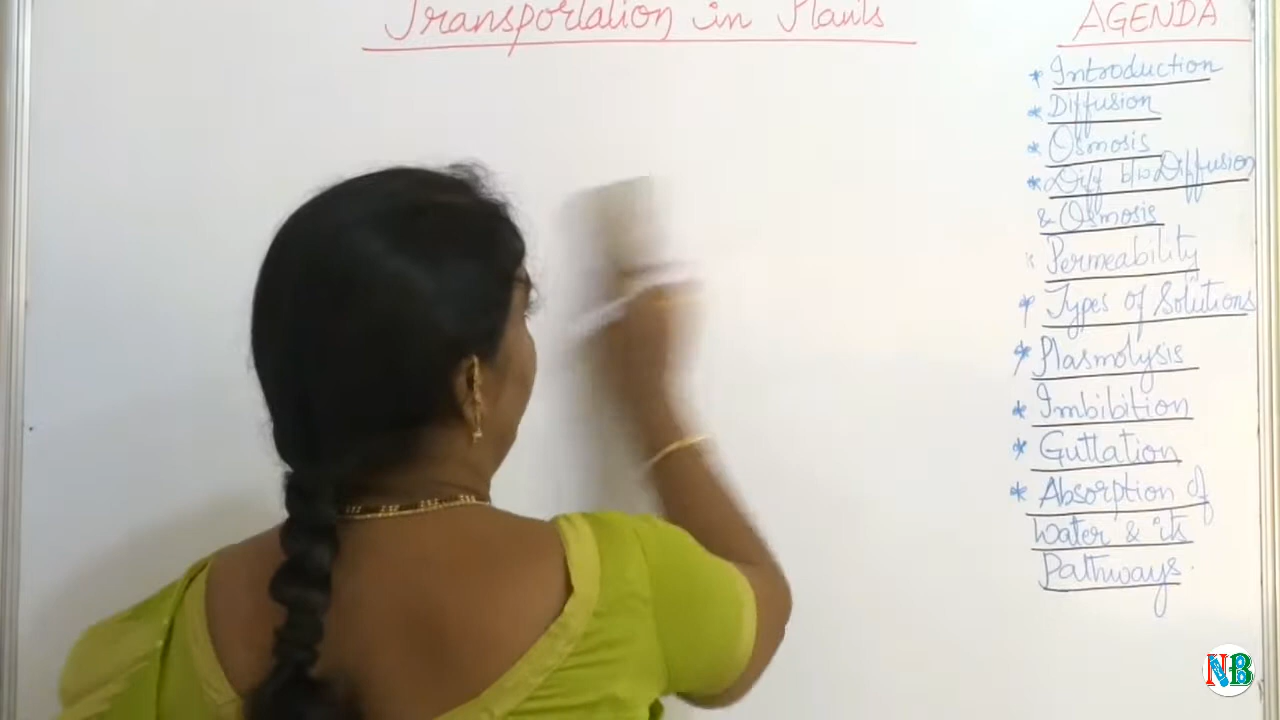 Transportation in Plants
AGENDA
* Introduction
* Diffusion
* Osmosis
* Diff b/w Diffusion
& Osmosis
* Permeability
* Types of Solutions
* Plasmolysis
* Imbibition
* Guttation
* Absorption of
Water & its
Pathways.
NB